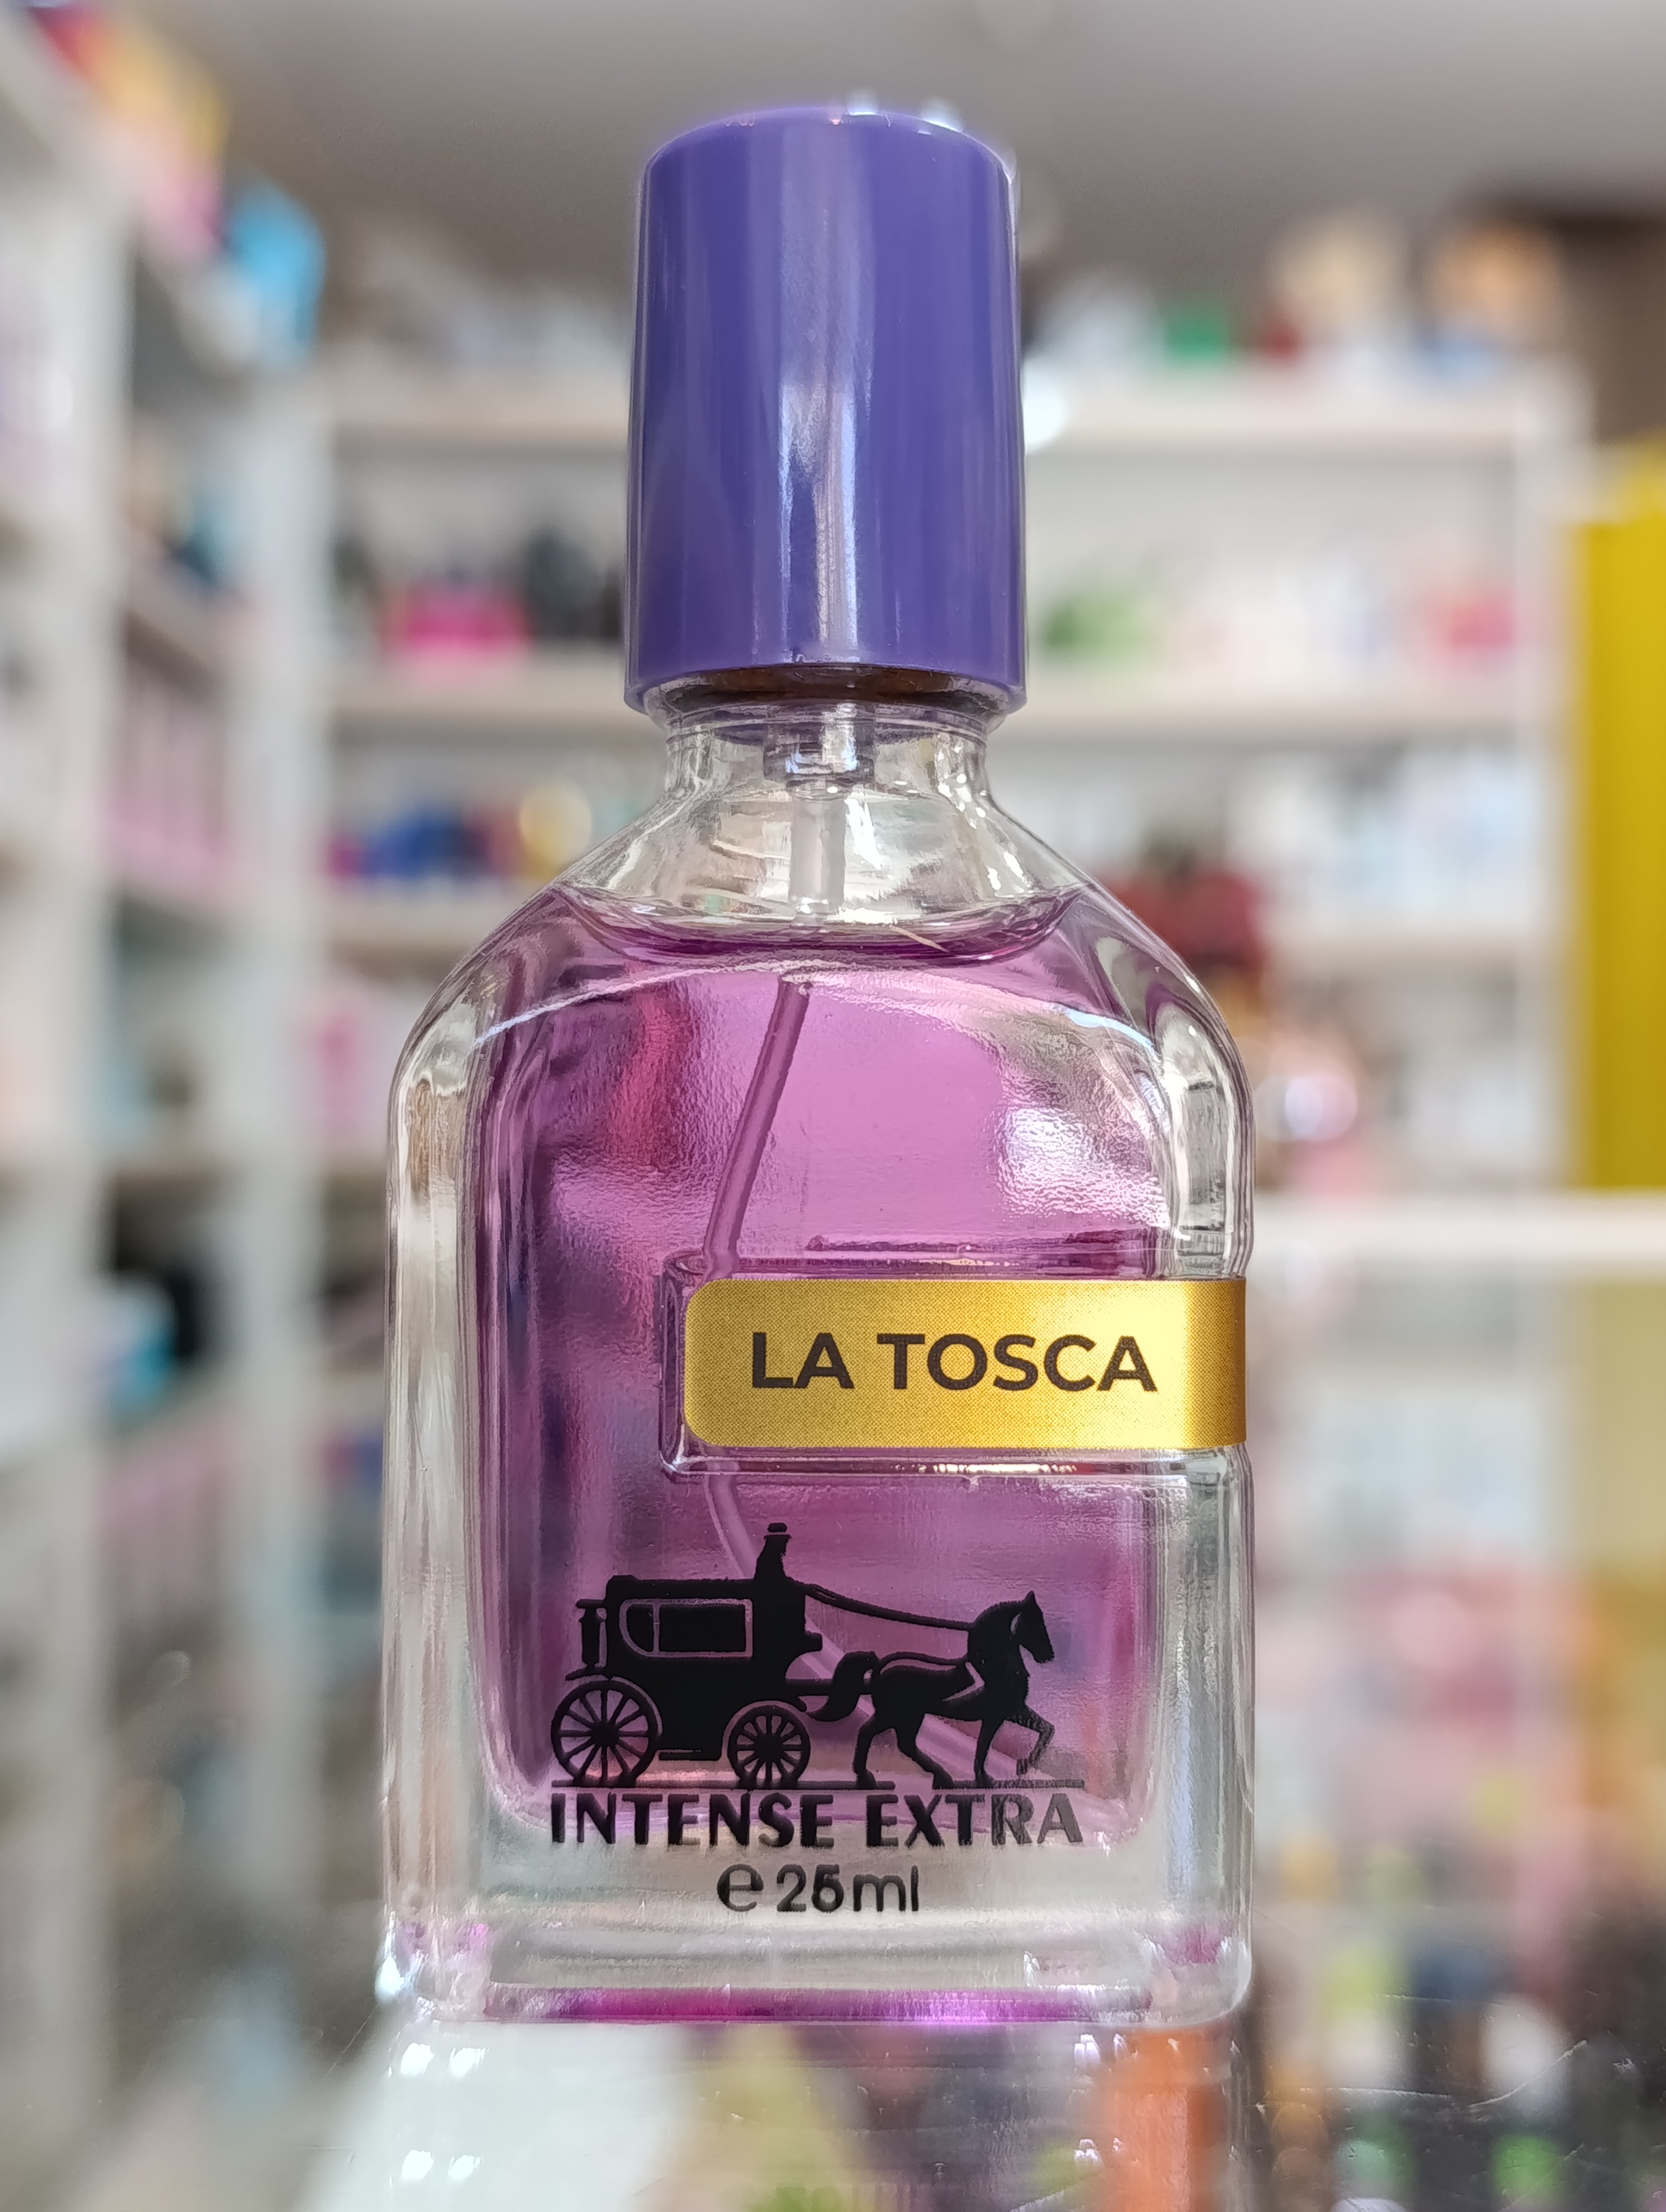 LA TOSCA
INTENSE EXTRA
℮25ml